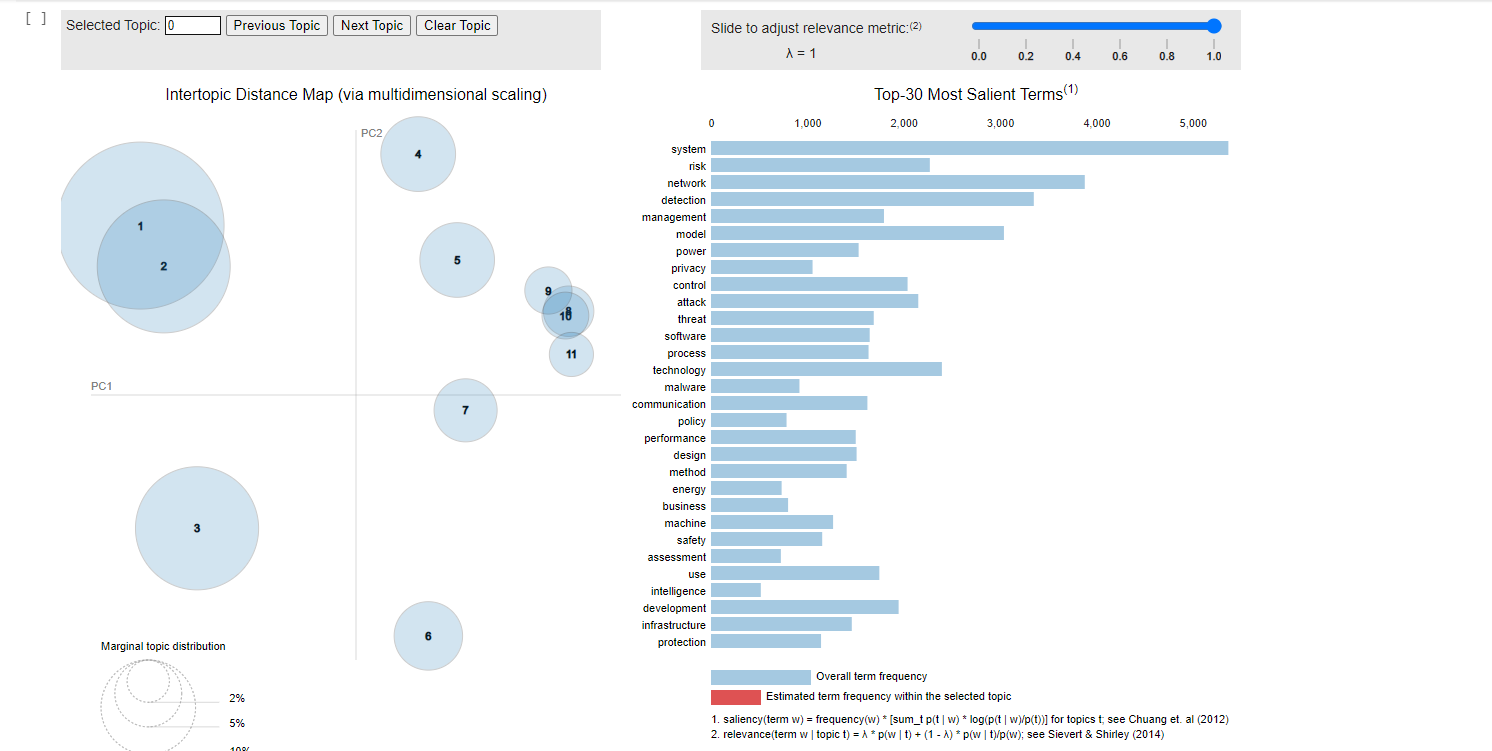 [ ]
Selected Topic: 0 Previous Topic Next Topic Clear Topic
Slide to adjust relevance metric:(2)
λ = 1
0.0 0.2 0.4 0.6 0.8 1.0
Intertopic Distance Map (via multidimensional scaling)
PC2
PC1
1
2
3
4
5
6
7
8
9
10
11
Marginal topic distribution
2%
5%
10%
Top-30 Most Salient Terms(1)
0 1,000 2,000 3,000 4,000 5,000
system
risk
network
detection
management
model
power
privacy
control
attack
threat
software
process
technology
malware
communication
policy
performance
design
method
energy
business
machine
safety
assessment
use
intelligence
development
infrastructure
protection
Overall term frequency
Estimated term frequency within the selected topic
1. saliency(term w) = frequency(w) * [sum_t p(t | w) * log(p(t | w)/p(t))] for topics t; see Chuang et. al (2012)
2. relevance(term w | topic t) = λ * p(w | t) + (1 - λ) * p(w | t)/p(w); see Sievert & Shirley (2014)